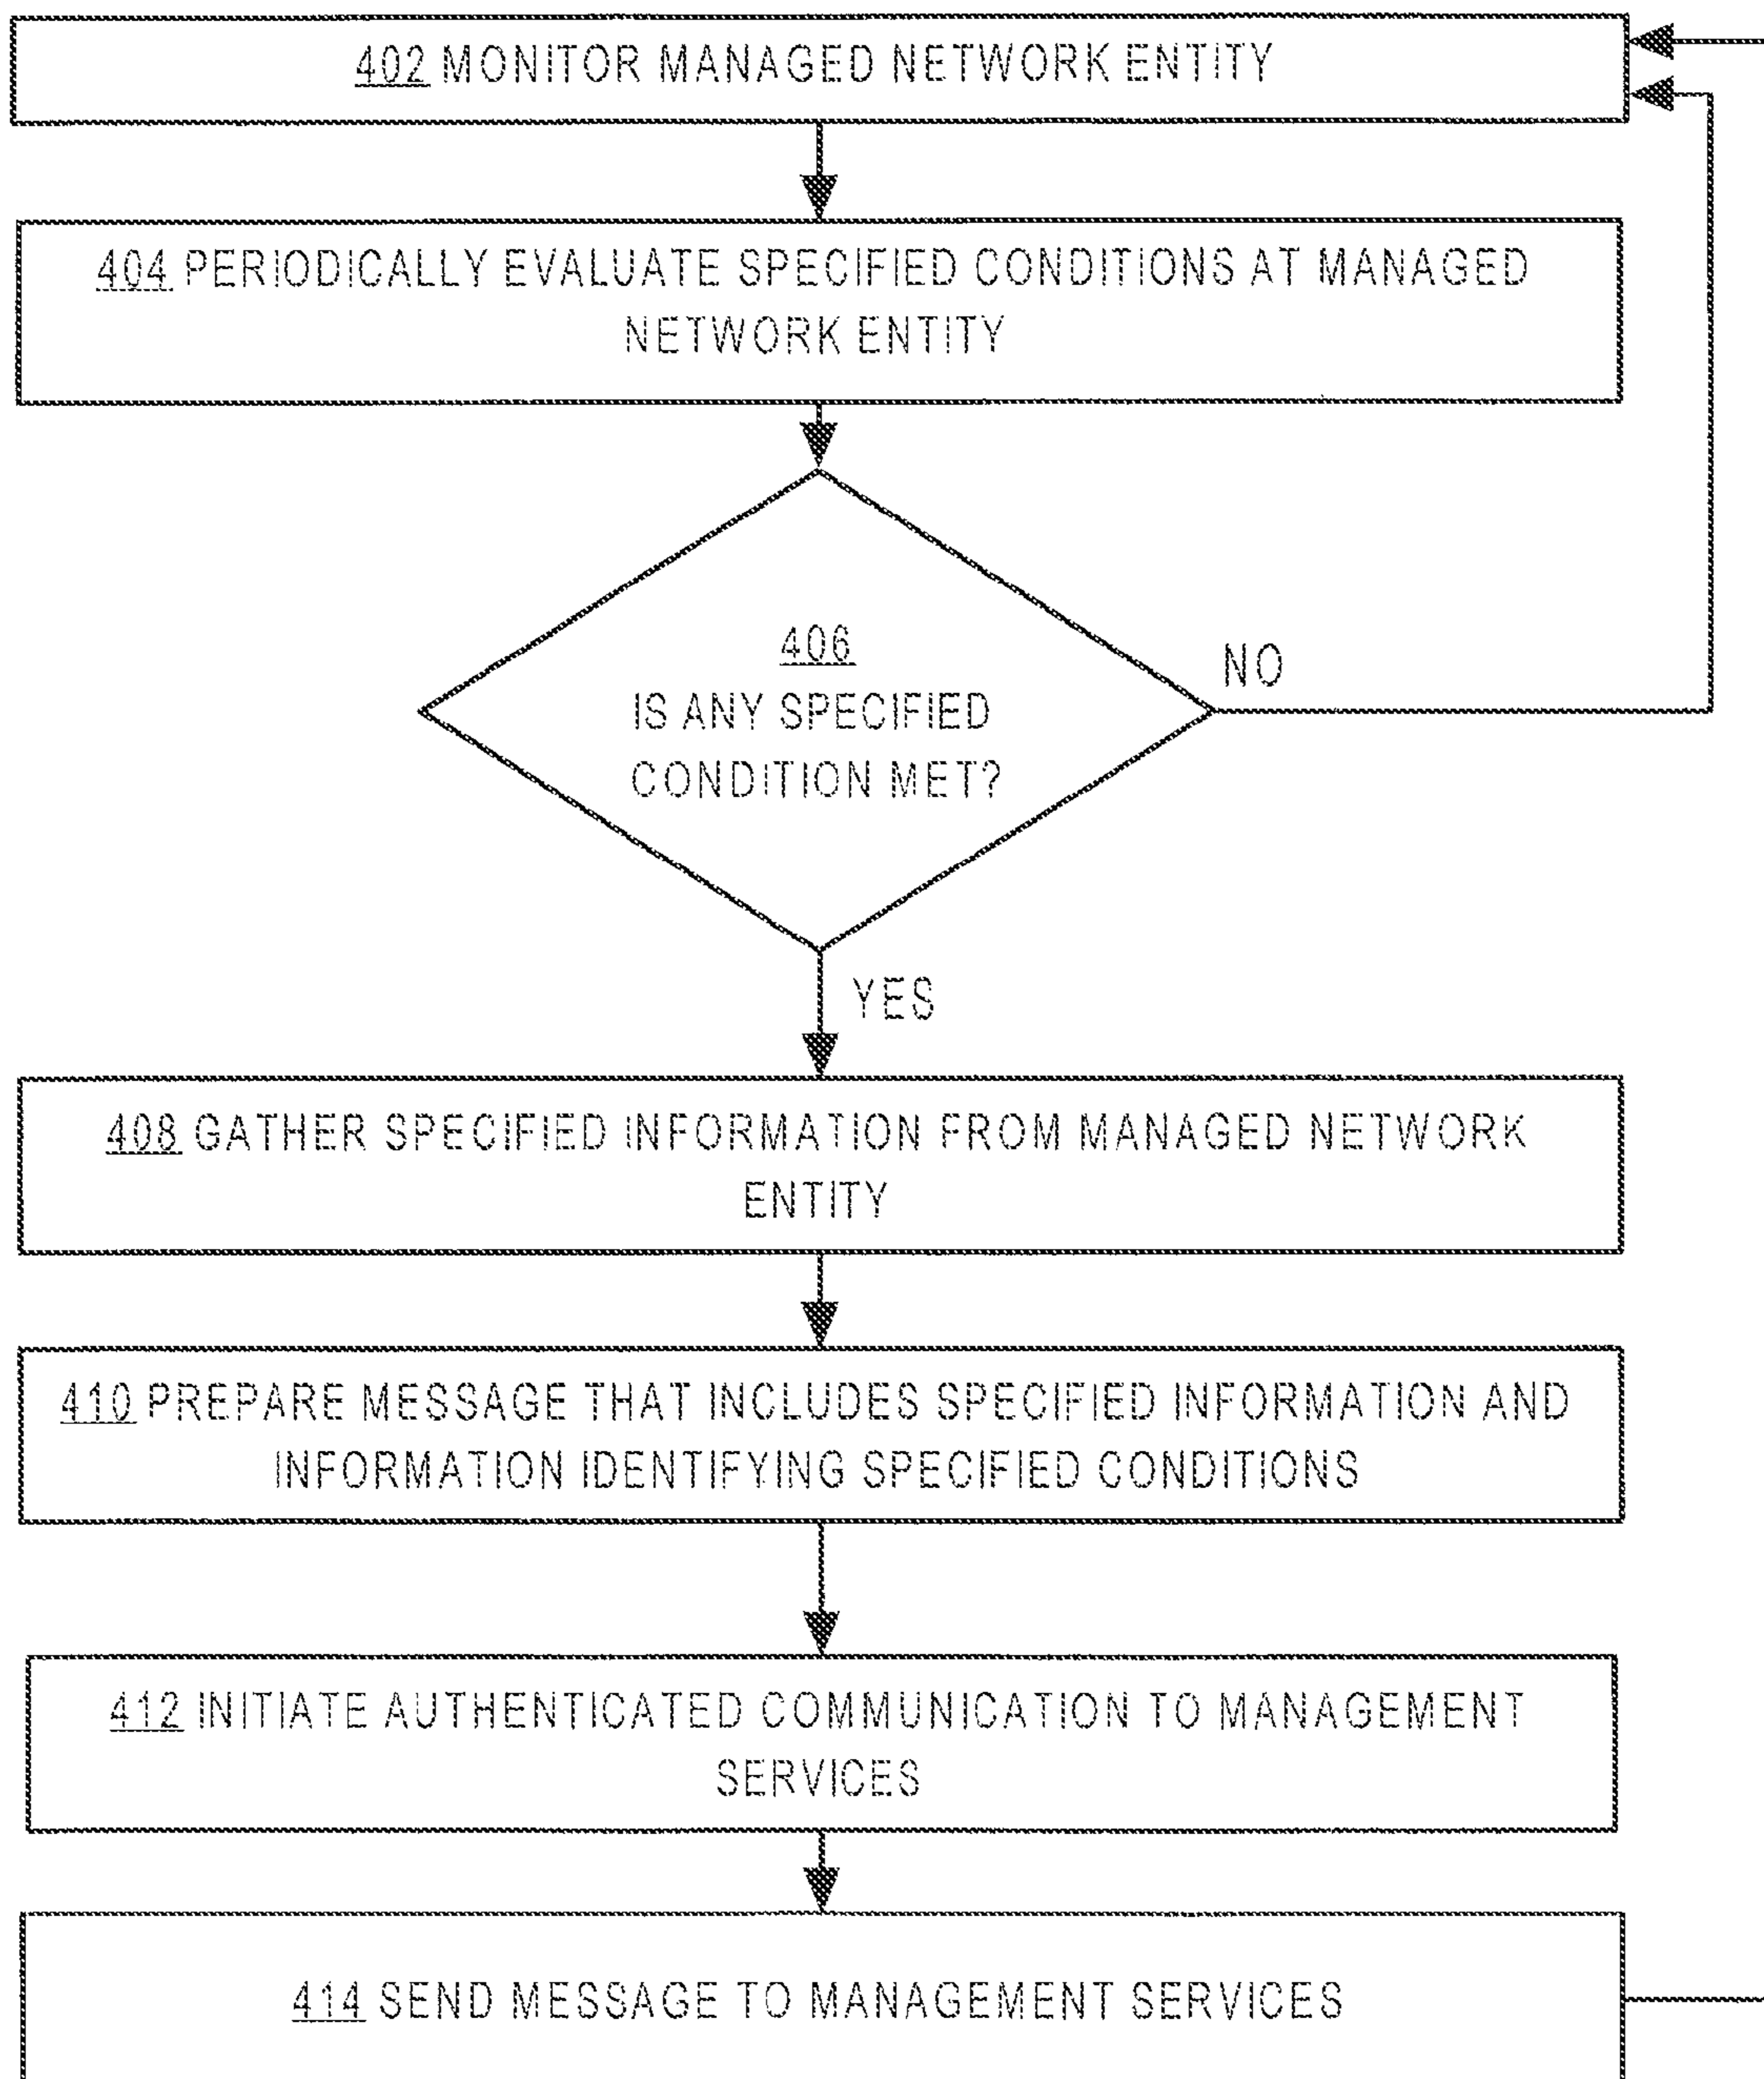 402 MONITOR MANAGED NETWORK ENTITY
404 PERIODICALLY EVALUATE SPECIFIED CONDITIONS AT MANAGED
NETWORK ENTITY
406
IS ANY SPECIFIED
CONDITION MET?
NO
YES
408 GATHER SPECIFIED INFORMATION FROM MANAGED NETWORK
ENTITY
410 PREPARE MESSAGE THAT INCLUDES SPECIFIED INFORMATION AND
INFORMATION IDENTIFYING SPECIFIED CONDITIONS
412 INITIATE AUTHENTICATED COMMUNICATION TO MANAGEMENT
SERVICES
414 SEND MESSAGE TO MANAGEMENT SERVICES